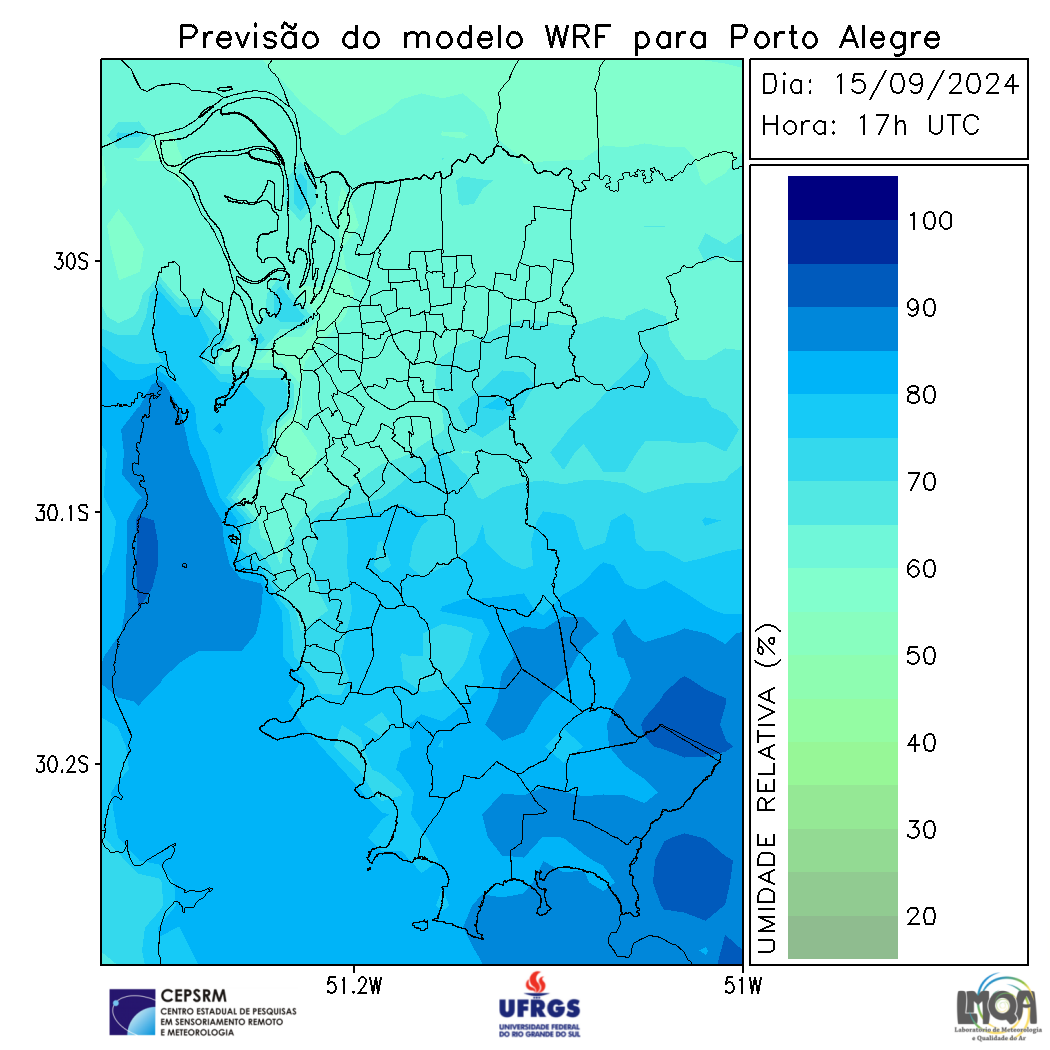 Previsão do modelo WRF para Porto Alegre
Dia: 15/09/2024
Hora: 17h UTC
100
90
80
70
60
50
40
30
20
UMIDADE RELATIVA (%)
30S
30.1S
30.2S
51.2W
51W
CEPSRM
CENTRO ESTADUAL DE PESQUISAS
EM SENSORIAMENTO REMOTO
E METEOROLOGIA
UFRGS
UNIVERSIDADE FEDERAL
DO RIO GRANDE DO SUL
LMQA
Laboratório de Meteorologia
e Qualidade do Ar